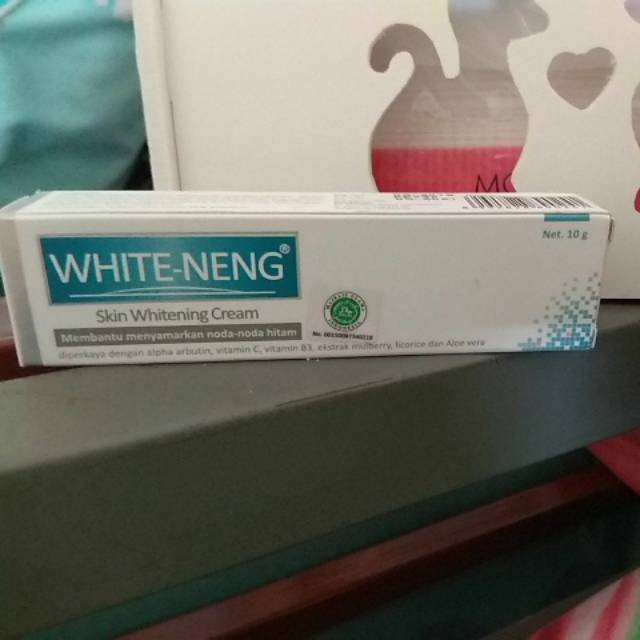 MO
Net. 10 g
WHITE-NENG®
Skin Whitening Cream
Membantu menyamarkan noda-noda hitam
diperkaya dengan alpha arbutin, vitamin C, vitamin B3, ekstrak mulberry, licorice dan Aloe vera